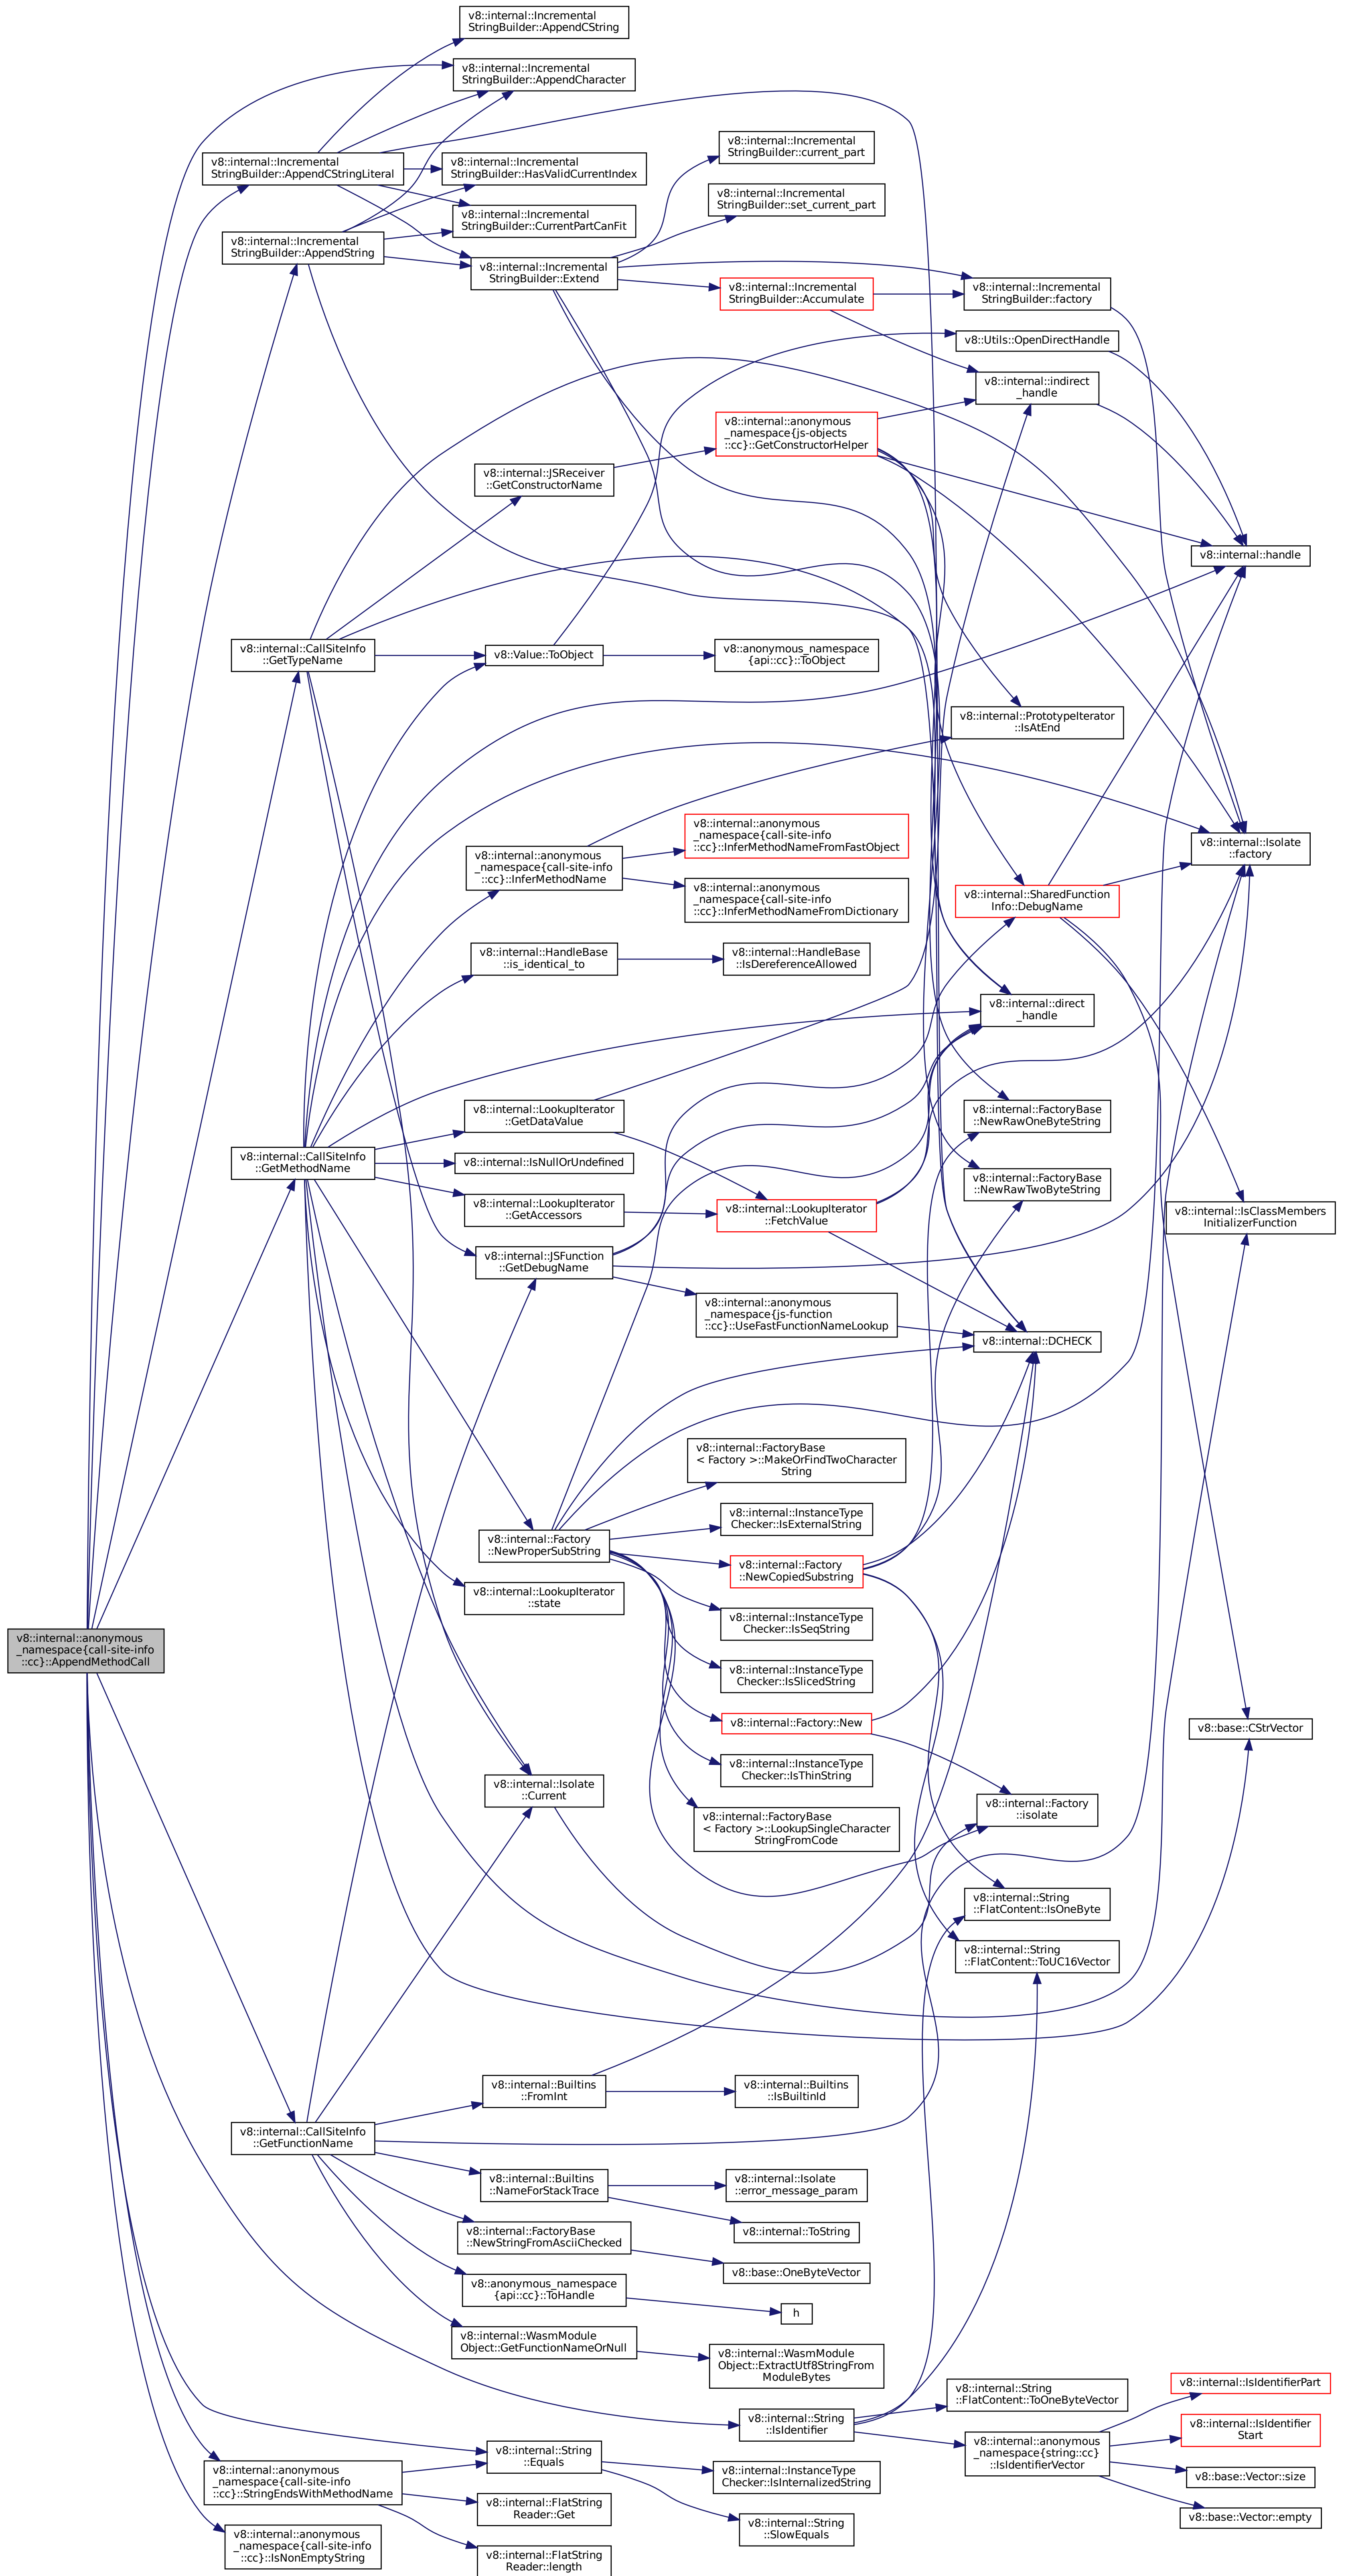 v8::internal::Incremental
StringBuilder::AppendCString
v8::internal::Incremental
StringBuilder::AppendCharacter
v8::internal::Incremental
StringBuilder::current_part
v8::internal::Incremental
StringBuilder::AppendCStringLiteral
v8::internal::Incremental
StringBuilder::HasValidCurrentIndex
v8::internal::Incremental
StringBuilder::set_current_part
v8::internal::Incremental
StringBuilder::CurrentPartCanFit
v8::internal::Incremental
StringBuilder::AppendString
v8::internal::Incremental
StringBuilder::Extend
v8::internal::Incremental
StringBuilder::Accumulate
v8::internal::Incremental
StringBuilder::factory
v8::Utils::OpenDirectHandle
v8::internal::indirect
_handle
v8::internal::anonymous
_namespace{js-objects
::cc}::GetConstructorHelper
v8::internal::JSReceiver
::GetConstructorName
v8::internal::handle
v8::internal::CallSiteInfo
::GetTypeName
v8::Value::ToObject
v8::anonymous_namespace
{api::cc}::ToObject
v8::internal::PrototypeIterator
::IsAtEnd
v8::internal::anonymous
_namespace{call-site-info
::cc}::InferMethodNameFromFastObject
v8::internal::Isolate
::factory
v8::internal::anonymous
_namespace{call-site-info
::cc}::InferMethodName
v8::internal::anonymous
_namespace{call-site-info
::cc}::InferMethodNameFromDictionary
v8::internal::SharedFunction
Info::DebugName
v8::internal::HandleBase
::is_identical_to
v8::internal::HandleBase
::IsDereferenceAllowed
v8::internal::direct
_handle
v8::internal::LookupIterator
::GetDataValue
v8::internal::FactoryBase
::NewRawOneByteString
v8::internal::CallSiteInfo
::GetMethodName
v8::internal::IsNullOrUndefined
v8::internal::FactoryBase
::NewRawTwoByteString
v8::internal::LookupIterator
::GetAccessors
v8::internal::LookupIterator
::FetchValue
v8::internal::IsClassMembers
InitializerFunction
v8::internal::JSFunction
::GetDebugName
v8::internal::anonymous
_namespace{js-function
::cc}::UseFastFunctionNameLookup
v8::internal::DCHECK
v8::internal::FactoryBase
< Factory >::MakeOrFindTwoCharacter
String
v8::internal::InstanceType
Checker::IsExternalString
v8::internal::Factory
::NewProperSubString
v8::internal::Factory
::NewCopiedSubstring
v8::internal::LookupIterator
::state
v8::internal::InstanceType
Checker::IsSeqString
v8::internal::anonymous
_namespace{call-site-info
::cc}::AppendMethodCall
v8::internal::InstanceType
Checker::IsSlicedString
v8::internal::Factory::New
v8::base::CStrVector
v8::internal::InstanceType
Checker::IsThinString
v8::internal::Isolate
::Current
v8::internal::Factory
::isolate
v8::internal::FactoryBase
< Factory >::LookupSingleCharacter
StringFromCode
v8::internal::String
::FlatContent::IsOneByte
v8::internal::String
::FlatContent::ToUC16Vector
v8::internal::Builtins
::FromInt
v8::internal::Builtins
::IsBuiltinId
v8::internal::CallSiteInfo
::GetFunctionName
v8::internal::Builtins
::NameForStackTrace
v8::internal::Isolate
::error_message_param
v8::internal::FactoryBase
::NewStringFromAsciiChecked
v8::internal::ToString
v8::base::OneByteVector
v8::anonymous_namespace
{api::cc}::ToHandle
h
v8::internal::WasmModule
Object::GetFunctionNameOrNull
v8::internal::WasmModule
Object::ExtractUtf8StringFrom
ModuleBytes
v8::internal::IsIdentifierPart
v8::internal::String
::FlatContent::ToOneByteVector
v8::internal::String
::IsIdentifier
v8::internal::IsIdentifier
Start
v8::internal::anonymous
_namespace{string::cc}
::IsIdentifierVector
v8::internal::String
::Equals
v8::internal::InstanceType
Checker::IsInternalizedString
v8::base::Vector::size
v8::internal::anonymous
_namespace{call-site-info
::cc}::StringEndsWithMethodName
v8::internal::FlatString
Reader::Get
v8::internal::String
::SlowEquals
v8::base::Vector::empty
v8::internal::anonymous
_namespace{call-site-info
::cc}::IsNonEmptyString
v8::internal::FlatString
Reader::length